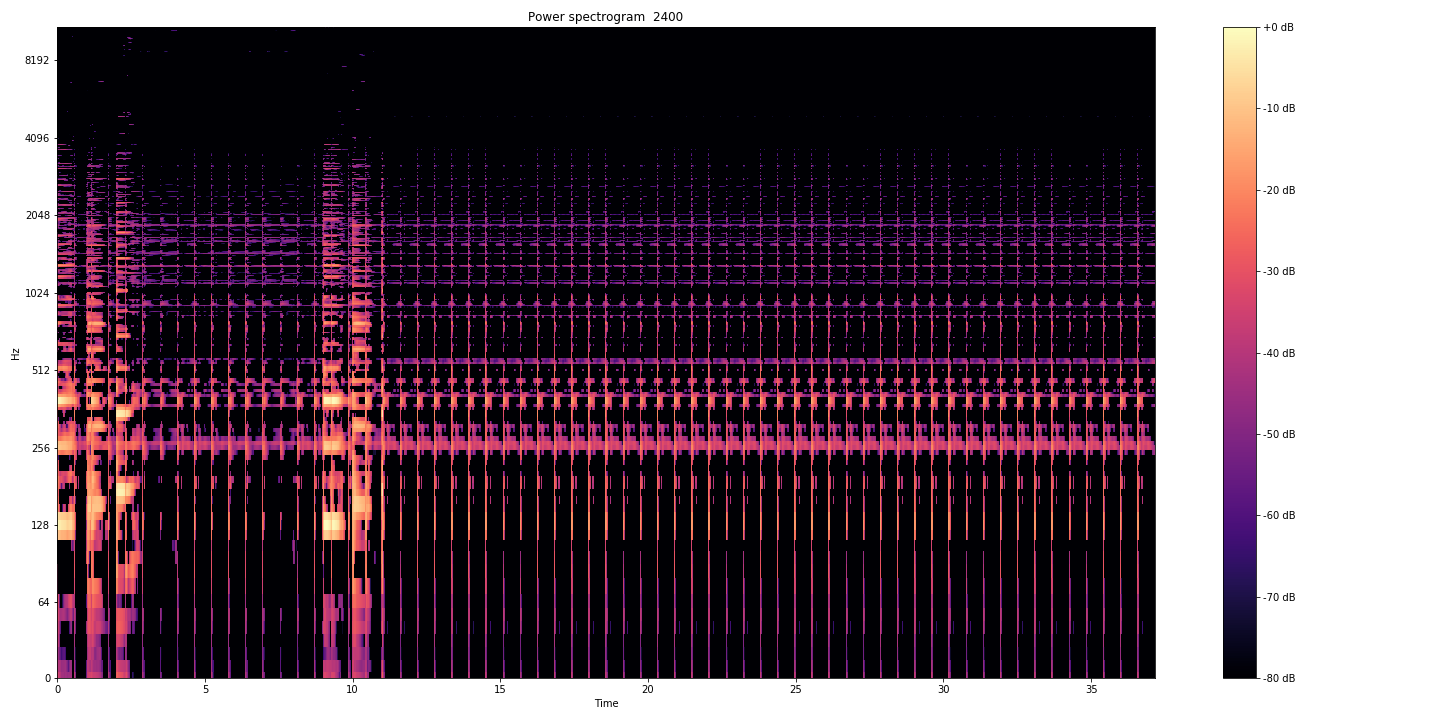 Power spectrogram  2400
Hz
8192
4096
2048
1024
512
256
128
64
0
0
5
10
15
20
25
30
35
Time
+0 dB
-10 dB
-20 dB
-30 dB
-40 dB
-50 dB
-60 dB
-70 dB
-80 dB